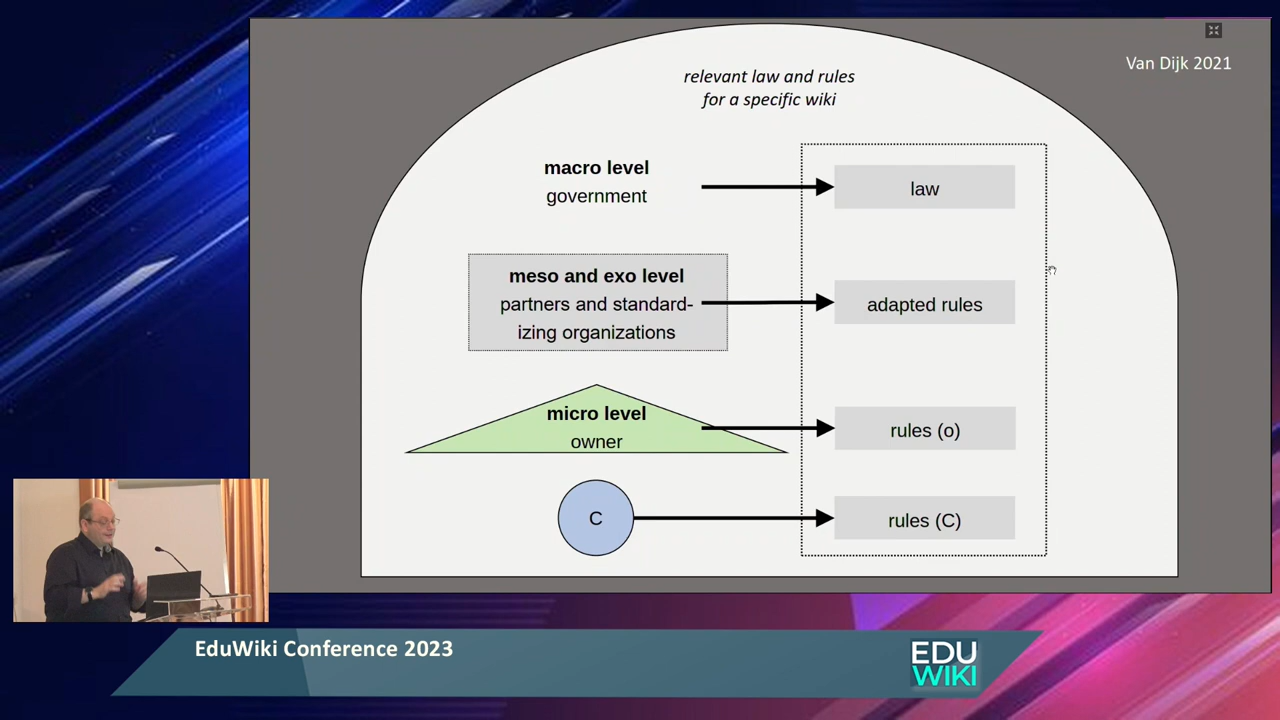 Van Dijk 2021
relevant law and rules
for a specific wiki
macro level
government
law
meso and exo level
partners and standard-
izing organizations
adapted rules
micro level
owner
rules (o)
C
rules (C)
EduWiki Conference 2023
EDU
WIKI